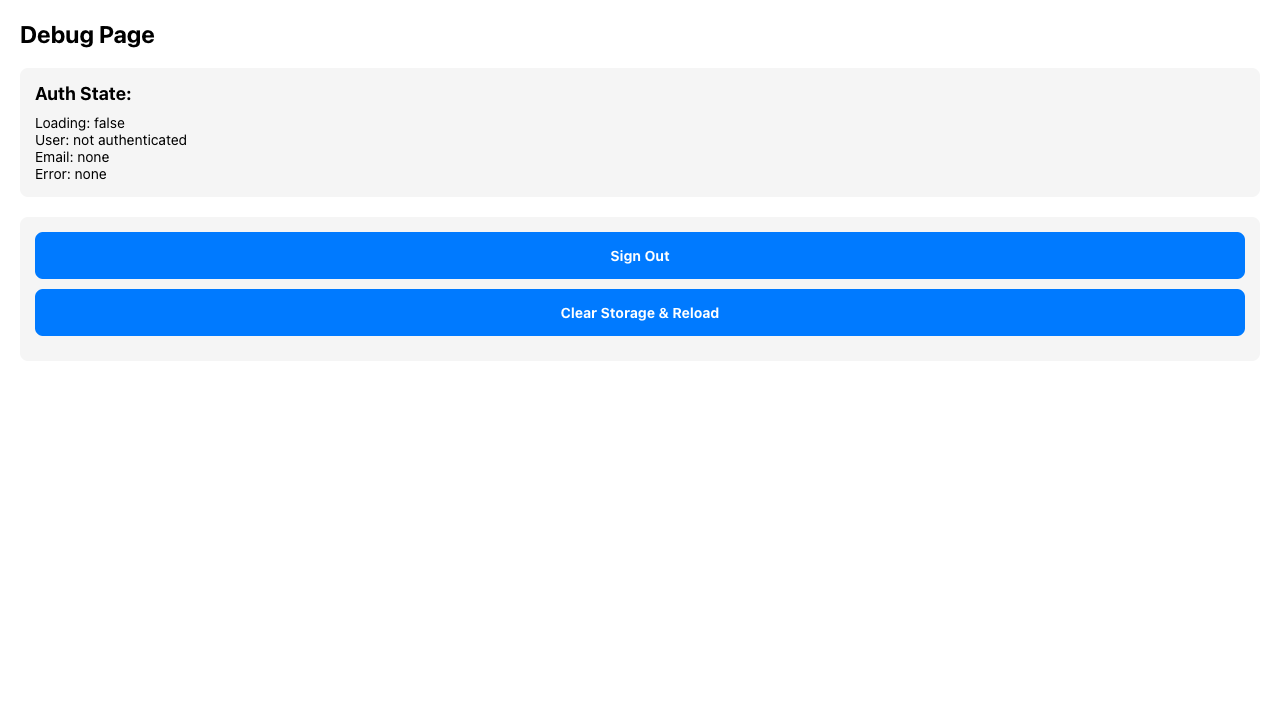 Debug Page
Auth State:
Loading: false
User: not authenticated
Email: none
Error: none
Sign Out
Clear Storage & Reload